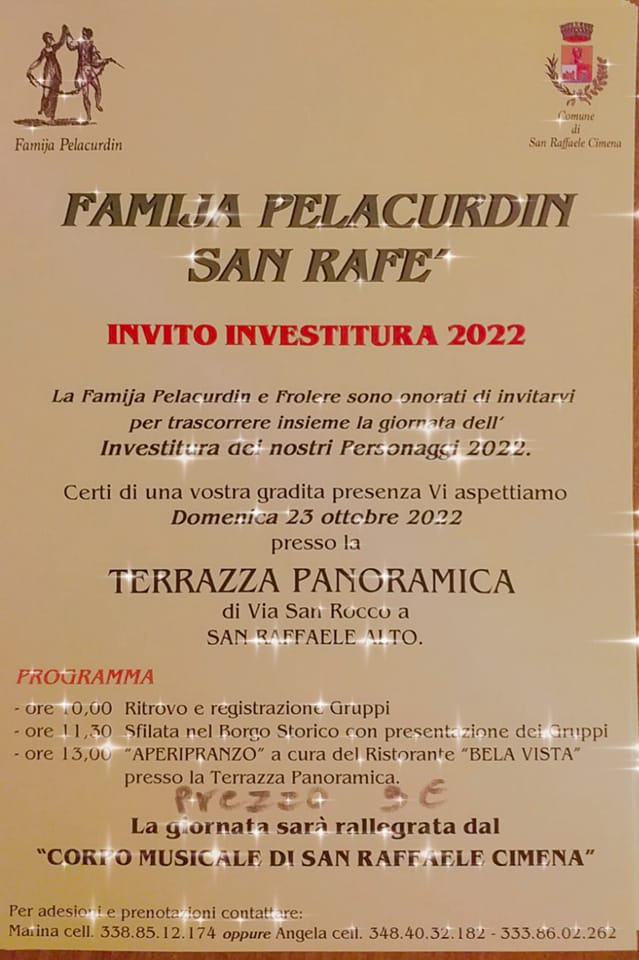 Famija Pelacurdin
Comune
di
San Raffaele Cimena
FAMIJA PELACURDIN
SAN RAFE´
INVITO INVESTITURA 2022
La Famija Pelacurdin e Frolere sono onorati di invitarvi
per trascorrere insieme la giornata dell'
Investitura dei nostri Personaggi 2022.
Certi di una vostra gradita presenza Vi aspettiamo
Domenica 23 ottobre 2022
presso la
TERRAZZA PANORAMICA
di Via San Rocco a
SAN RAFFAELE ALTO.
PROGRAMMA
- ore 10,00 Ritrovo e registrazione Gruppi
- ore 11,30 Sfilata nel Borgo Storico con presentazione dei Gruppi
- ore 13,00 "APERIPRANZO" a cura del Ristorante "BELA VISTA"
presso la Terrazza Panoramica.
Prezzo 9 €
La giornata sarà rallegrata dal
"CORPO MUSICALE DI SAN RAFFAELE CIMENA"
Per adesioni e prenotazioni contattare:
Marina cell. 338.85.12.174 oppure Angela cell. 348.40.32.182 - 333.86.02.262